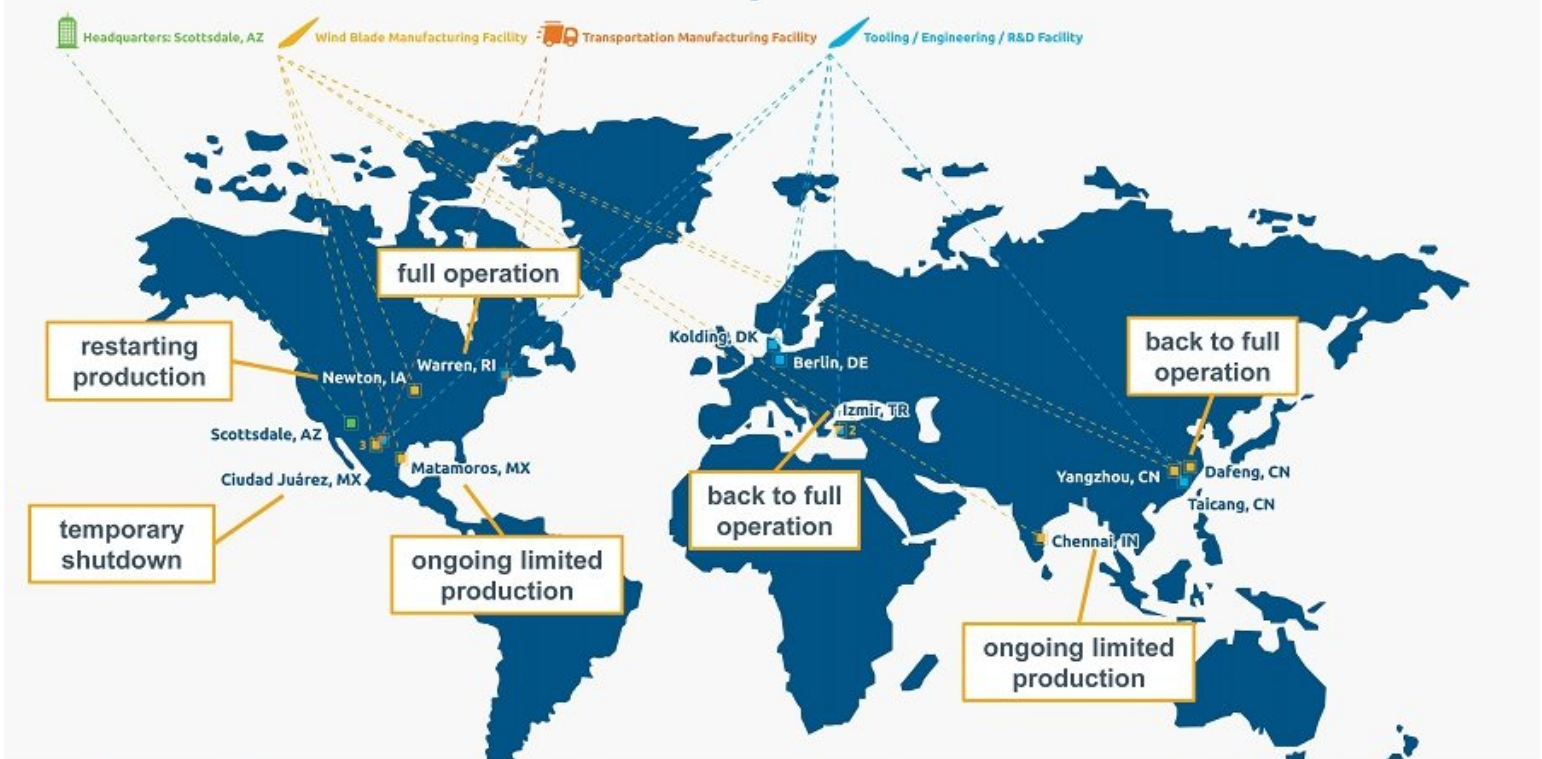 Headquarters: Scottsdale, AZ
Wind Blade Manufacturing Facility
Transportation Manufacturing Facility
Tooling / Engineering / R&D Facility
full operation
restarting
production
Newton, IA
Warren, RI
Scottsdale, AZ
3
Ciudad Juárez, MX
Matamoros, MX
temporary
shutdown
ongoing limited
production
Kolding, DK
Berlin, DE
Izmir, TR
2
back to full
operation
back to full
operation
Yangzhou, CN
Dafeng, CN
Taicang, CN
Chennai, IN
ongoing limited
production